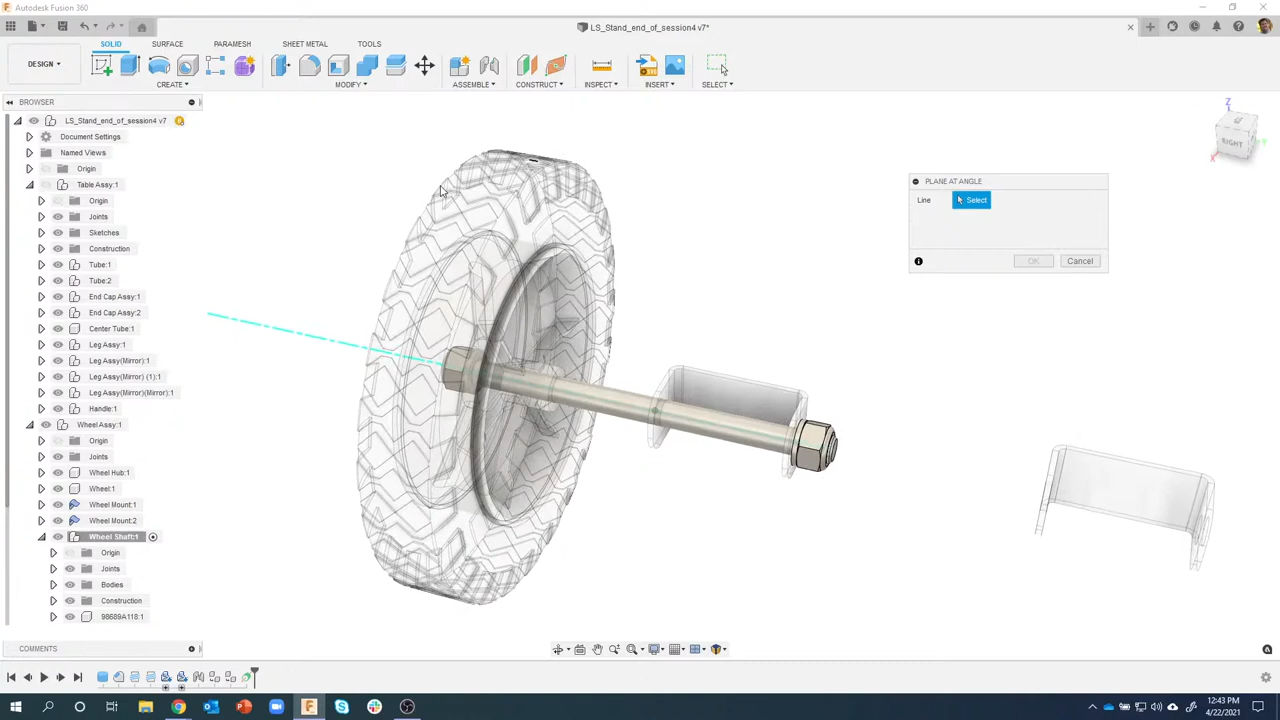 Autodesk Fusion 360
LS_Stand_end_of_session4 v7*
DESIGN
SOLID SURFACE PARAMESH SHEET METAL TOOLS
CREATE MODIFY ASSEMBLE CONSTRUCT INSPECT INSERT SELECT
BROWSER
LS_Stand_end_of_session4 v7
Document Settings
Named Views
Origin
Table Assy:1
Origin
Joints
Sketches
Construction
Tube:1
Tube:2
End Cap Assy:1
End Cap Assy:2
Center Tube:1
Leg Assy:1
Leg Assy(Mirror):1
Leg Assy(Mirror) (1):1
Leg Assy(Mirror)(Mirror):1
Handle:1
Wheel Assy:1
Origin
Joints
Wheel Hub:1
Wheel:1
Wheel Mount:1
Wheel Mount:2
Wheel Shaft:1
Origin
Joints
Bodies
Construction
98689A118:1
COMMENTS
PLANE AT ANGLE
Line Select
OK Cancel
Z
RIGHT
X
Y
12:43 PM
4/22/2021